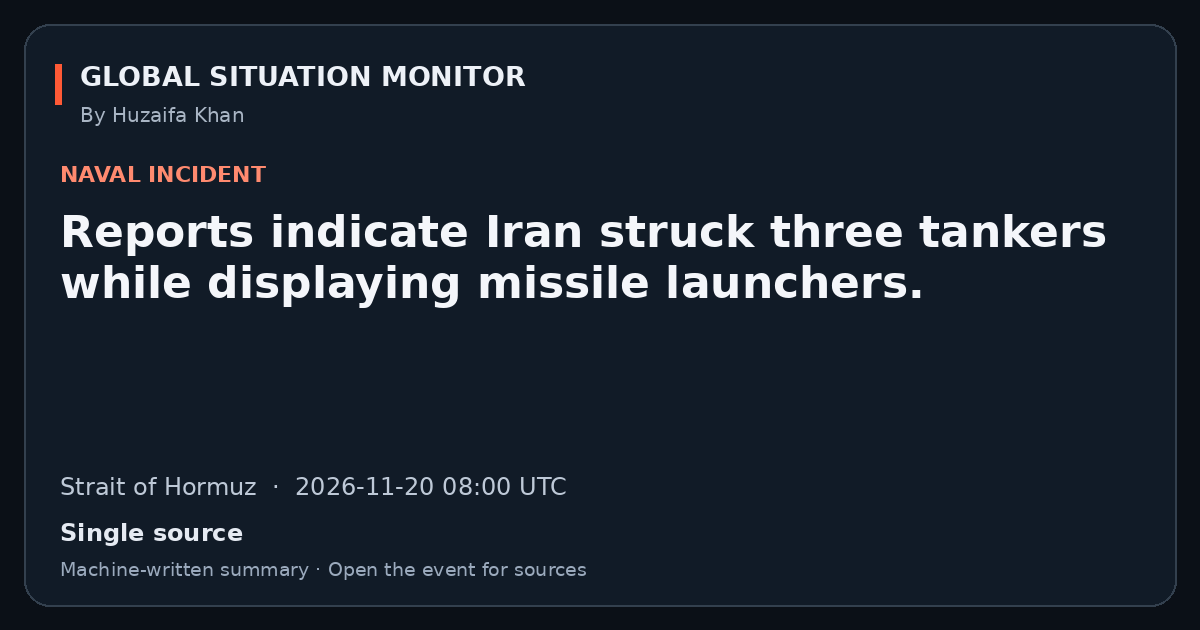 GLOBAL SITUATION MONITOR
By Huzaifa Khan
NAVAL INCIDENT
Reports indicate Iran struck three tankers
while displaying missile launchers.
Strait of Hormuz · 2026-11-20 08:00 UTC
Single source
Machine-written summary · Open the event for sources